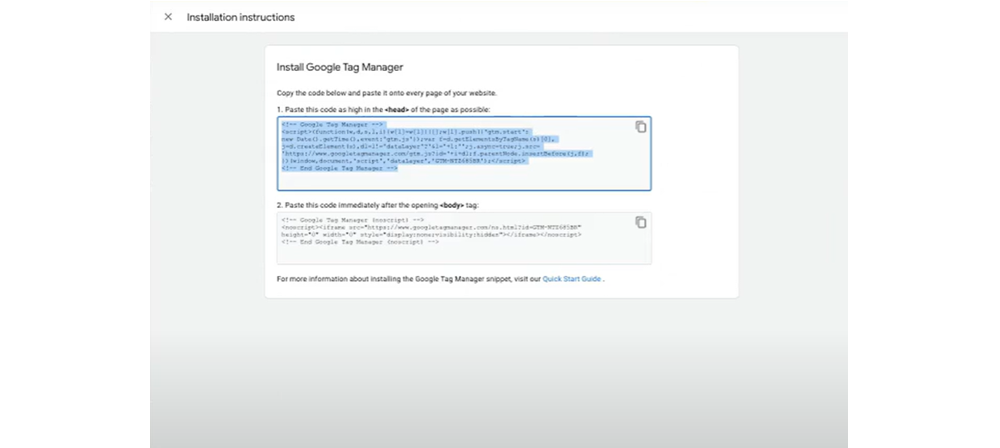 Installation instructions
Install Google Tag Manager
Copy the code below and paste it onto every page of your website.
1. Paste this code as high in the <head> of the page as possible:
<!-- Google Tag Manager -->
<script>(function(w,d,s,l,i){w[l]=w[l]||[];w[l].push({'gtm.start':
new Date().getTime(),event:'gtm.js'});var f=d.getElementsByTagName(s)[0],
j=d.createElement(s),dl=l!='dataLayer'?'&l='+l:'';j.async=true;j.src=
'https://www.googletagmanager.com/gtm.js?id='+i+dl;f.parentNode.insertBefore(j,f);
})(window,document,'script','dataLayer', </script>
<!-- End Google Tag Manager -->
2. Paste this code immediately after the opening <body> tag:
<!-- Google Tag Manager (noscript) -->
<noscript><iframe src="https://www.googletagmanager.com/ns.html?id=
height="0" width="0" style="display:none;visibility:hidden"></iframe></noscript>
<!-- End Google Tag Manager (noscript) -->
For more information about installing the Google Tag Manager snippet, visit our Quick Start Guide .